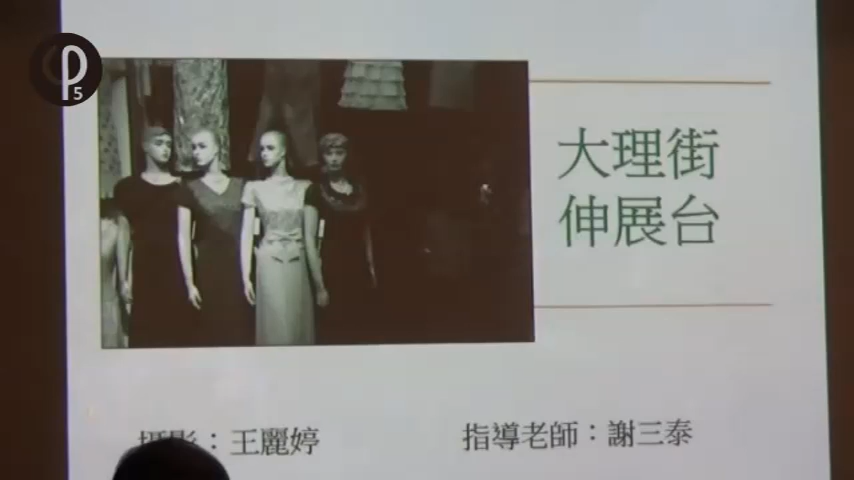 大理街
伸展台
攝影：王麗婷
指導老師：謝三泰